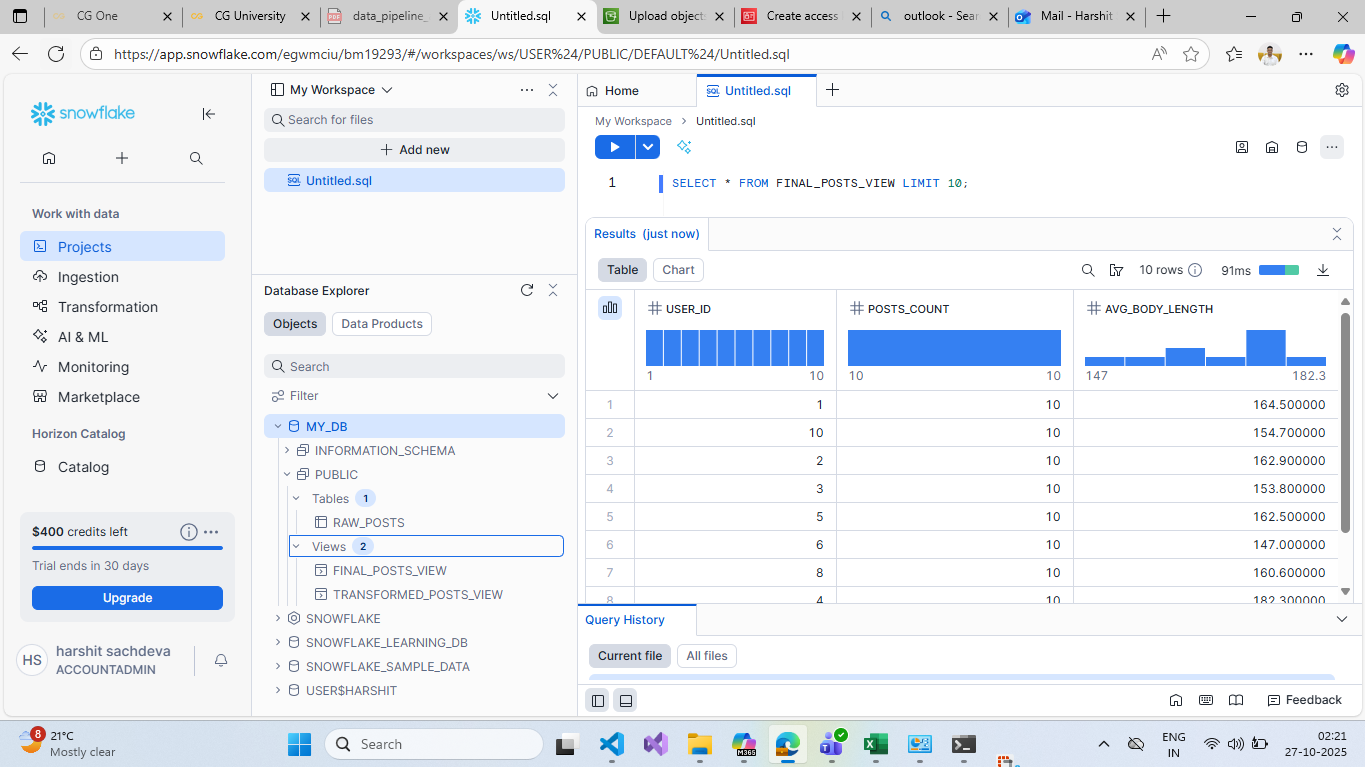 CG One
CG University
data_pipeline_
Untitled.sql
Upload object
Create access
outlook - Sear
Mail - Harshit
https://app.snowflake.com/egwmciu/bm19293/#/workspaces/ws/USER%24/PUBLIC/DEFAULT%24/Untitled.sql
snowflake
Work with data
Projects
Ingestion
Transformation
AI & ML
Monitoring
Marketplace
Horizon Catalog
Catalog
$400 credits left
Trial ends in 30 days
Upgrade
HS
harshit sachdeva
ACCOUNTADMIN
My Workspace
Search for files
Add new
SQL Untitled.sql
Database Explorer
Objects
Data Products
Search
Filter
MY_DB
INFORMATION_SCHEMA
PUBLIC
Tables 1
RAW_POSTS
Views 2
FINAL_POSTS_VIEW
TRANSFORMED_POSTS_VIEW
SNOWFLAKE
SNOWFLAKE_LEARNING_DB
SNOWFLAKE_SAMPLE_DATA
USER$HARSHIT
Home
SQL Untitled.sql
My Workspace > Untitled.sql
1 SELECT * FROM FINAL_POSTS_VIEW LIMIT 10;
Results (just now)
Table
Chart
10 rows
91ms
USER_ID POSTS_COUNT AVG_BODY_LENGTH
1 10 10 10 147 182.3
1 1 10 164.500000
2 10 10 154.700000
3 2 10 162.900000
4 3 10 153.800000
5 5 10 162.500000
6 6 10 147.000000
7 8 10 160.600000
8 4 10 182.300000
Query History
Current file
All files
Feedback
8
21°C
Mostly clear
Search
M365
ENG
IN
02:21
27-10-2025